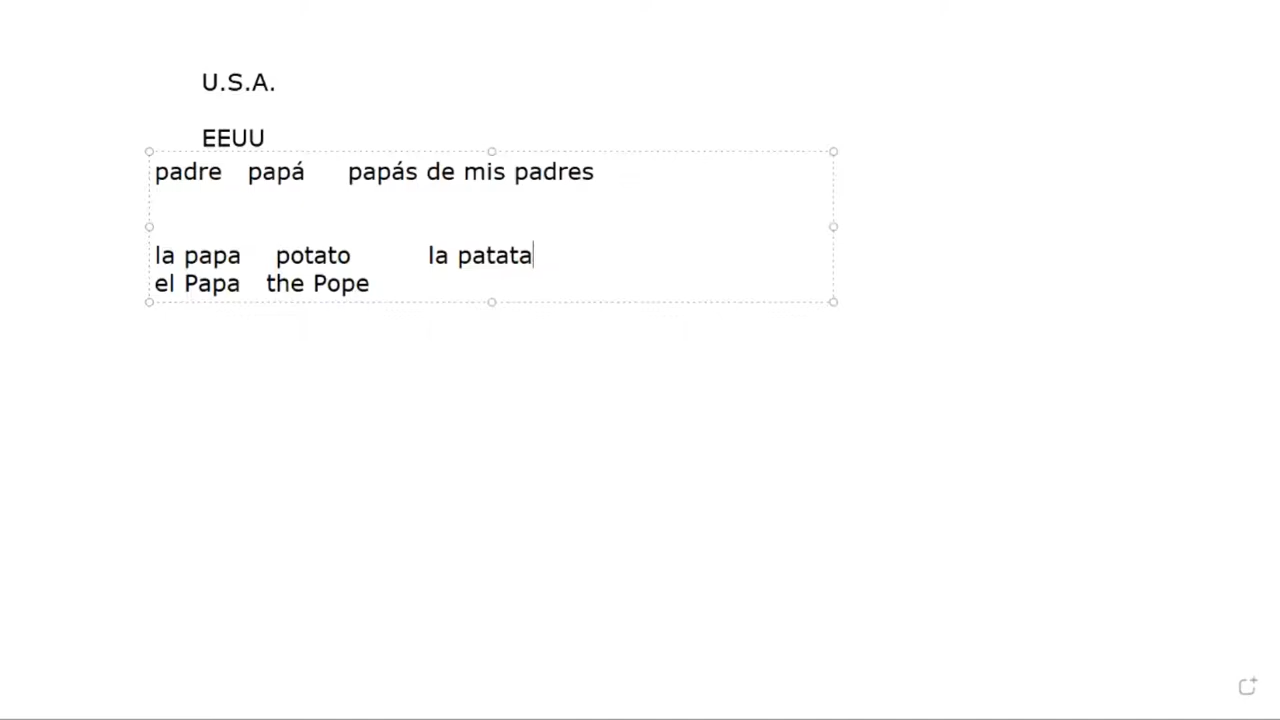 U.S.A.
EEUU
padre papá papás de mis padres
la papa potato la patata
el Papa the Pope